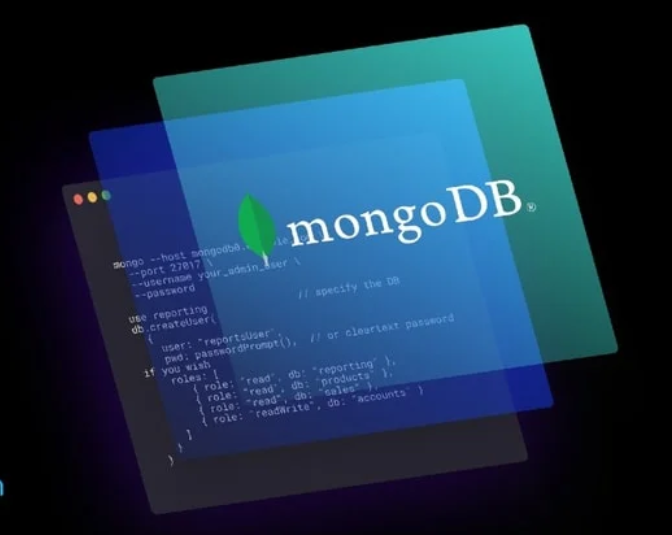 mongoDB®
mongo --host mongodb0.
--port 27017 \
--username your_admin_user \
--password
use reporting // specify the DB
db.createUser(
{
user: "reportsUser",
pwd: passwordPrompt(), // or cleartext password
if you wish
roles: [
{ role: "read", db: "reporting" },
{ role: "read", db: "products" },
{ role: "read", db: "sales" },
{ role: "readWrite", db: "accounts" }
]
}
)